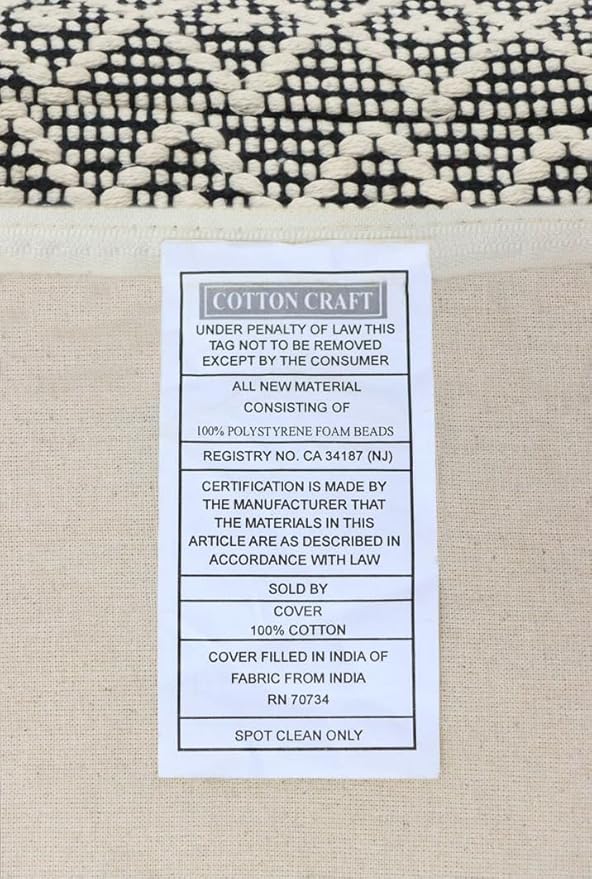 COTTON CRAFT
UNDER PENALTY OF LAW THIS
TAG NOT TO BE REMOVED
EXCEPT BY THE CONSUMER
ALL NEW MATERIAL
CONSISTING OF
100% POLYSTYRENE FOAM BEADS
REGISTRY NO. CA 34187 (NJ)
CERTIFICATION IS MADE BY
THE MANUFACTURER THAT
THE MATERIALS IN THIS
ARTICLE ARE AS DESCRIBED IN
ACCORDANCE WITH LAW
SOLD BY
COVER
100% COTTON
COVER FILLED IN INDIA OF
FABRIC FROM INDIA
RN 70734
SPOT CLEAN ONLY